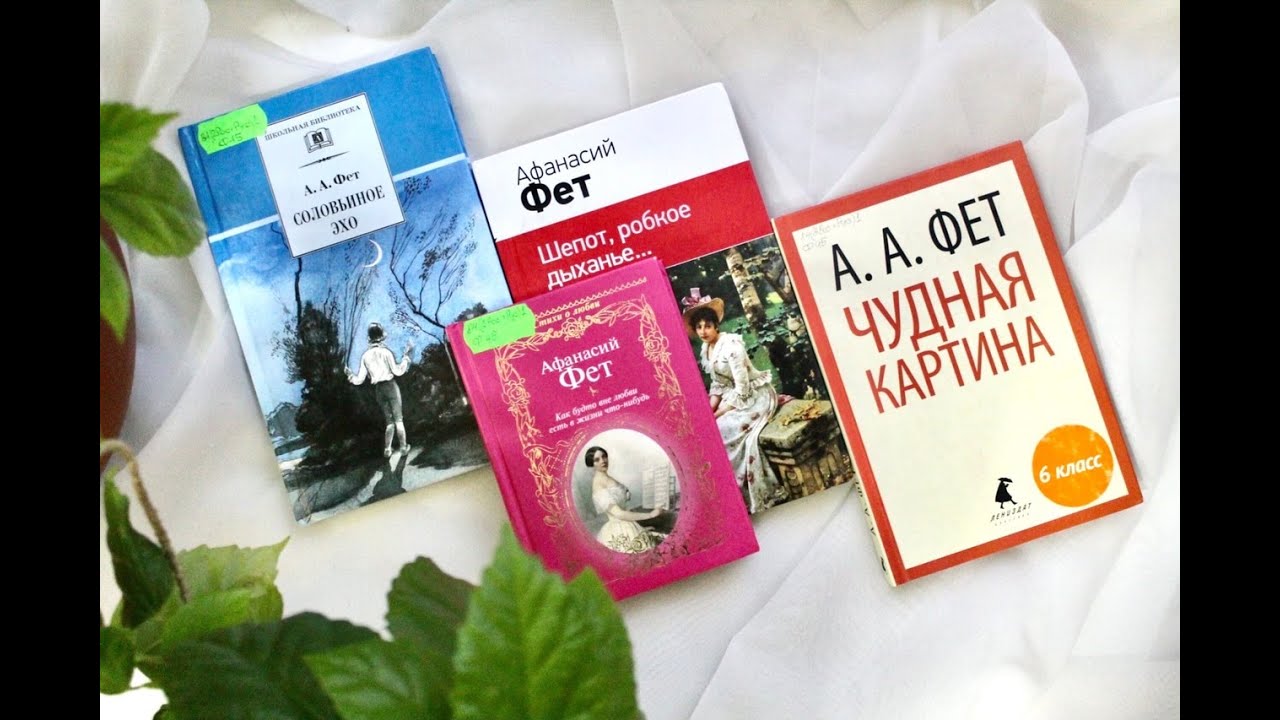 ШКОЛЬНАЯ БИБЛИОТЕКА
А. А. Фет
СОЛОВЬИНОЕ
ЭХО
Афанасий
Фет
Шепот, робкое
дыханье...
Стихи о любви
Афанасий
Фет
Как будто вне любви
есть в жизни что-нибудь
А. А. ФЕТ
ЧУДНАЯ
КАРТИНА
6 класс
ЛЕНИЗДАТ